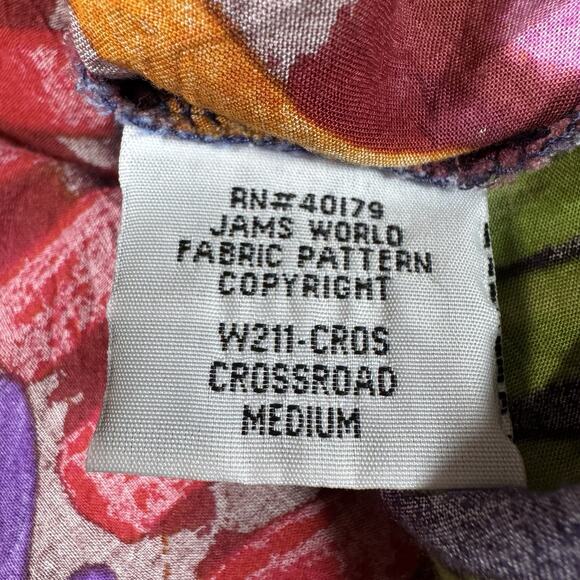 RN#40179
JAMS WORLD
FABRIC PATTERN
COPYRIGHT
W211-CROS
CROSSROAD
MEDIUM